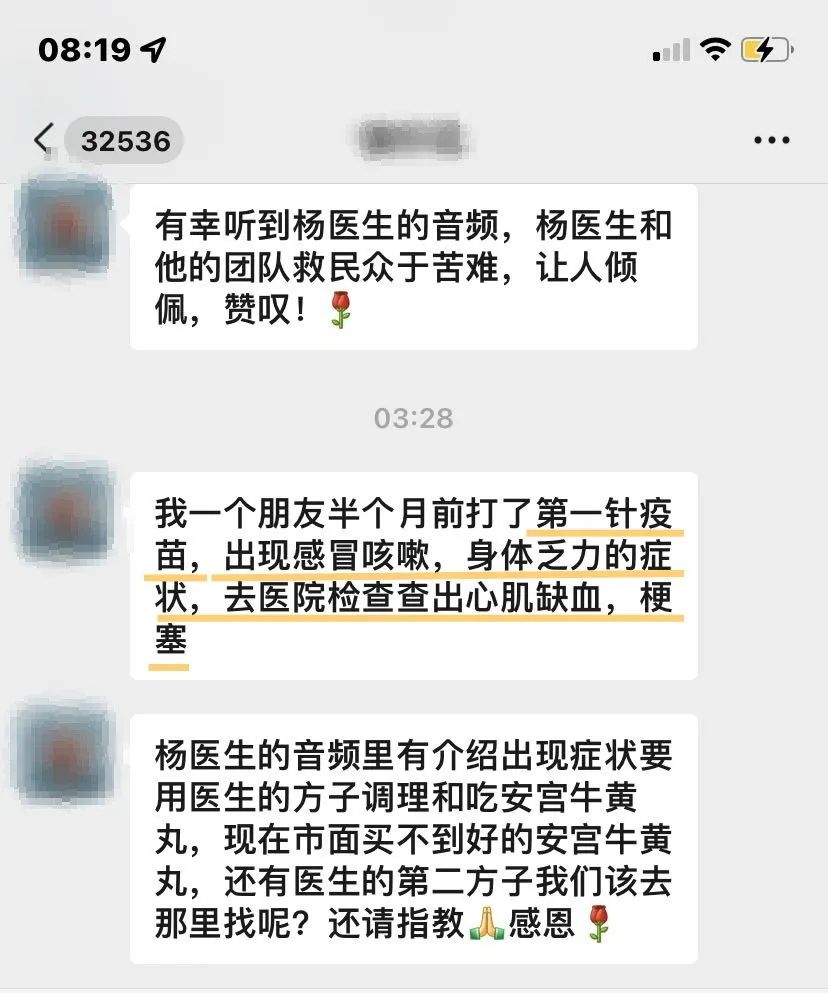 08:19
32536
有幸听到杨医生的音频，杨医生和
他的团队救民众于苦难，让人倾
佩，赞叹！🌹
03:28
我一个朋友半个月前打了第一针疫
苗，出现感冒咳嗽，身体乏力的症
状，去医院检查查出心肌缺血，梗
塞
杨医生的音频里有介绍出现症状要
用医生的方子调理和吃安宫牛黄
丸，现在市面买不到好的安宫牛黄
丸，还有医生的第二方子我们该去
那里找呢？还请指教🙏感恩🌹